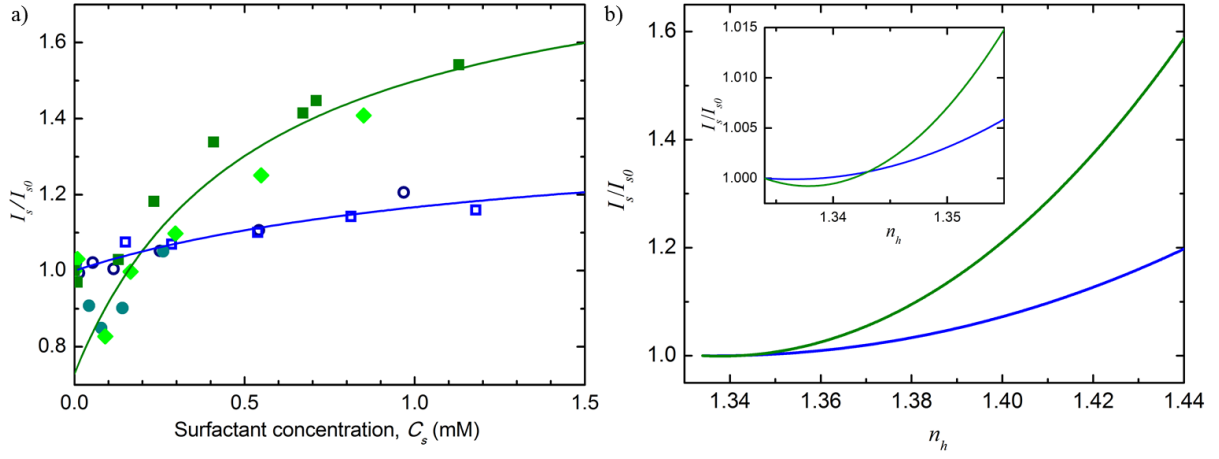 a)
I_s/I_s0
1.6
1.4
1.2
1.0
0.8
0.0 0.5 1.0 1.5
Surfactant concentration, C_s (mM)
b)
I_s/I_s0
1.6
1.4
1.2
1.0
1.34 1.36 1.38 1.40 1.42 1.44
n_h
I_s/I_s0
1.015
1.010
1.005
1.000
1.34 1.35
n_h